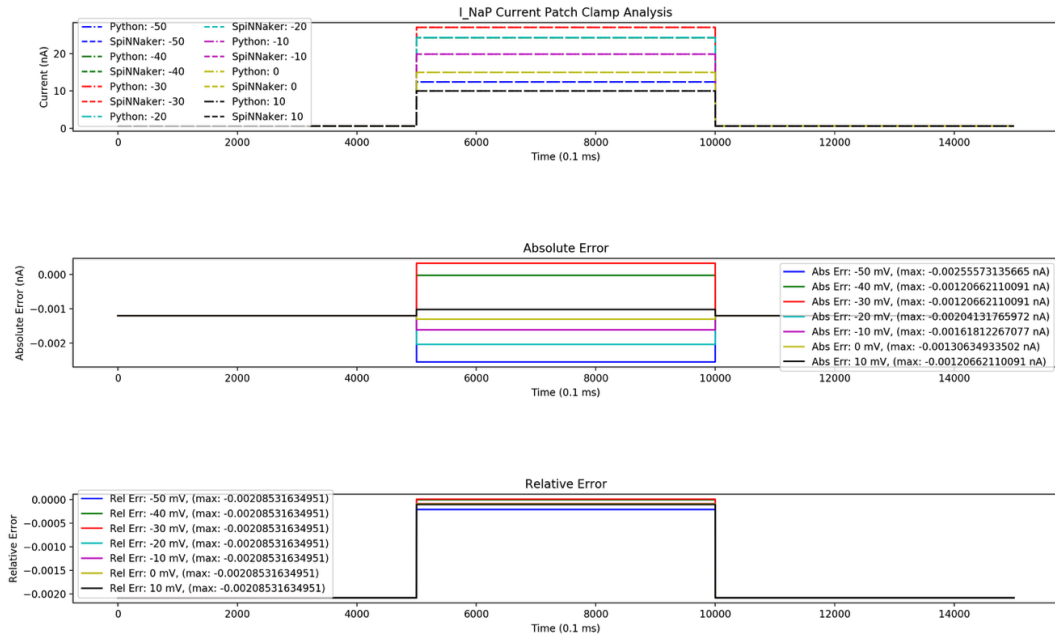 I_NaP Current Patch Clamp Analysis
Python: -50
SpiNNaker: -50
Python: -40
SpiNNaker: -40
Python: -30
SpiNNaker: -30
Python: -20
SpiNNaker: -20
Python: -10
SpiNNaker: -10
Python: 0
SpiNNaker: 0
Python: 10
SpiNNaker: 10
Current (nA)
20
10
0
0 2000 4000 6000 8000 10000 12000 14000
Time (0.1 ms)
Absolute Error
Absolute Error (nA)
0.000
−0.001
−0.002
Abs Err: -50 mV, (max: -0.00255573135665 nA)
Abs Err: -40 mV, (max: -0.00120662110091 nA)
Abs Err: -30 mV, (max: -0.00120662110091 nA)
Abs Err: -20 mV, (max: -0.00204131765972 nA)
Abs Err: -10 mV, (max: -0.00161812267077 nA)
Abs Err: 0 mV, (max: -0.00130634933502 nA)
Abs Err: 10 mV, (max: -0.00120662110091 nA)
0 2000 4000 6000 8000 10000 12000 14000
Time (0.1 ms)
Relative Error
Relative Error
0.0000
−0.0005
−0.0010
−0.0015
−0.0020
Rel Err: -50 mV, (max: -0.00208531634951)
Rel Err: -40 mV, (max: -0.00208531634951)
Rel Err: -30 mV, (max: -0.00208531634951)
Rel Err: -20 mV, (max: -0.00208531634951)
Rel Err: -10 mV, (max: -0.00208531634951)
Rel Err: 0 mV, (max: -0.00208531634951)
Rel Err: 10 mV, (max: -0.00208531634951)
0 2000 4000 6000 8000 10000 12000 14000
Time (0.1 ms)